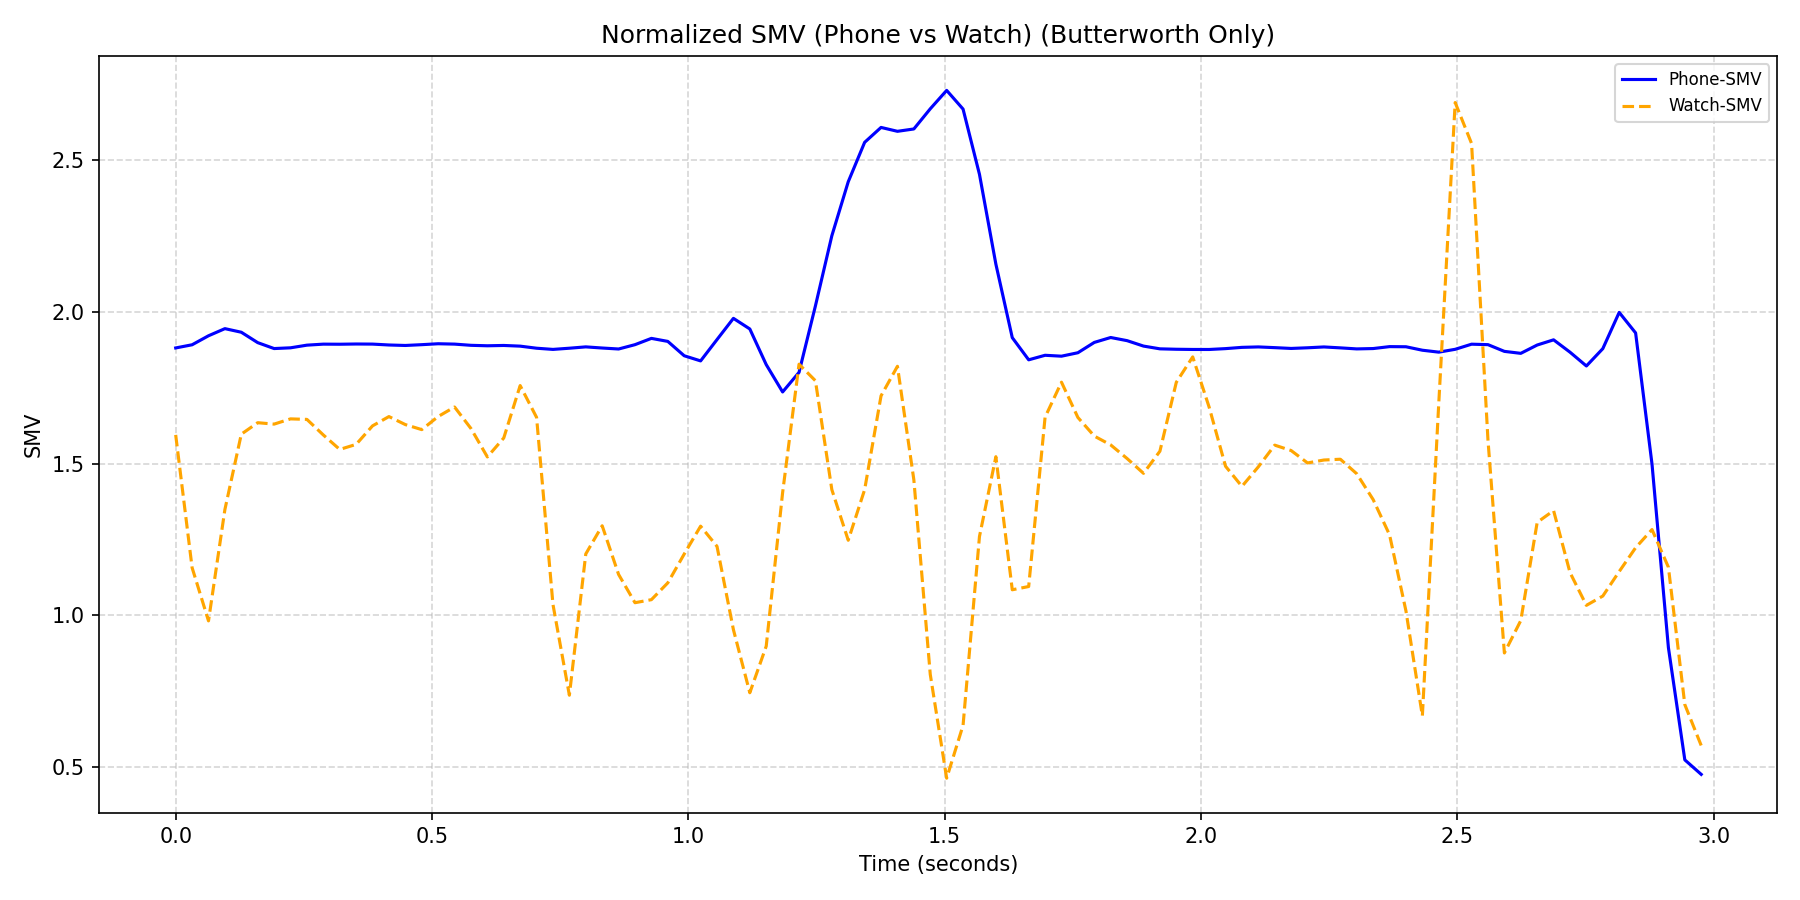 Normalized SMV (Phone vs Watch) (Butterworth Only)
Phone-SMV
Watch-SMV
2.5
2.0
1.5
1.0
0.5
SMV
0.0 0.5 1.0 1.5 2.0 2.5 3.0
Time (seconds)